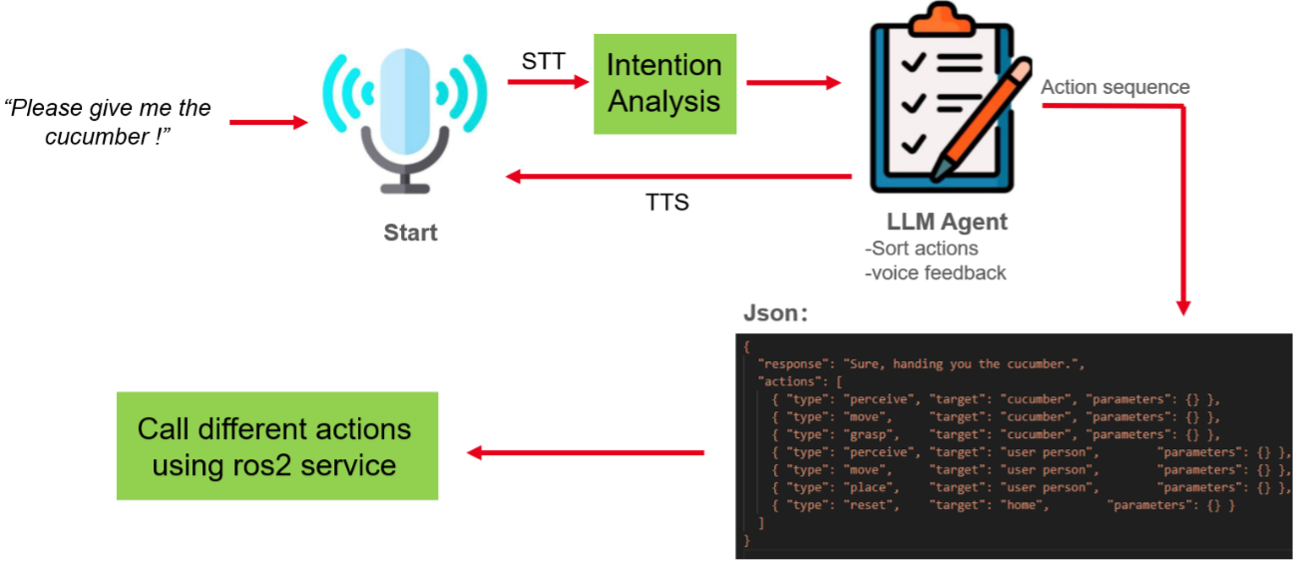 “Please give me the
cucumber !”
STT
Intention
Analysis
Action sequence
TTS
Start
LLM Agent
-Sort actions
-voice feedback
Json：
{
"response": "Sure, handing you the cucumber.",
"actions": [
{ "type": "perceive", "target": "cucumber", "parameters": {} },
{ "type": "move", "target": "cucumber", "parameters": {} },
{ "type": "grasp", "target": "cucumber", "parameters": {} },
{ "type": "perceive", "target": "user person", "parameters": {} },
{ "type": "move", "target": "user person", "parameters": {} },
{ "type": "place", "target": "user person", "parameters": {} },
{ "type": "reset", "target": "home", "parameters": {} }
]
}
Call different actions
using ros2 service